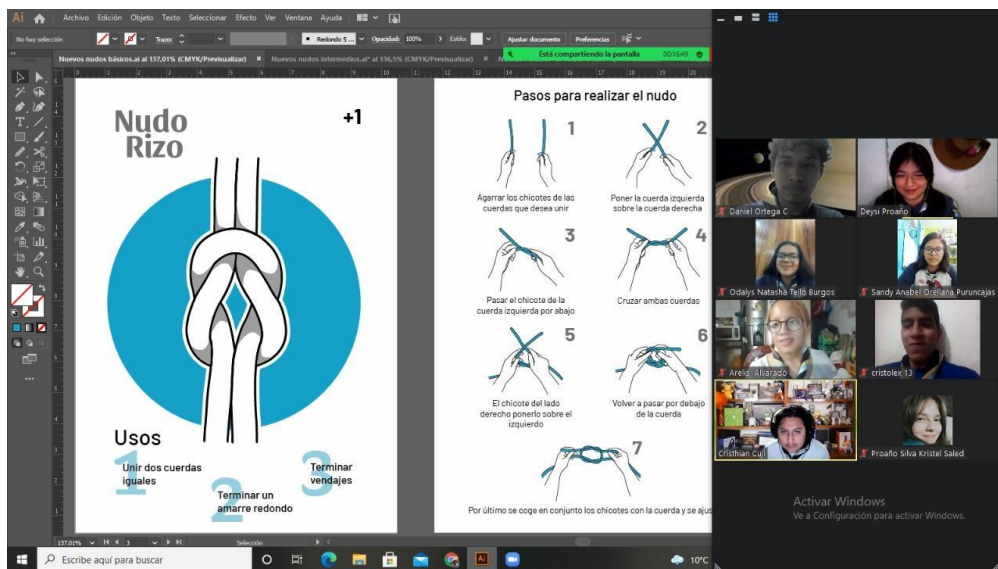 Ai Archivo Edición Objeto Texto Seleccionar Efecto Ver Ventana Ayuda
No hay selección Trazo: Redondo 5 ... Opacidad: 100% Estilo: Ajustar documento Preferencias
Está compartiendo la pantalla 00:16:49
Nuevos nudos básicos.ai al 137,01% (CMYK/Previsualizar) × Nuevos nudos intermedios.ai* al 136,5% (CMYK/Previsualizar) ×
Nudo
Rizo
+1
Usos
1
Unir dos cuerdas
iguales
2
Terminar un
amarre redondo
3
Terminar
vendajes
Pasos para realizar el nudo
1
Agarrar los chicotes de las
cuerdas que desea unir
2
Poner la cuerda izquierda
sobre la cuerda derecha
3
Pasar el chicote de la
cuerda izquierda por abajo
4
Cruzar ambas cuerdas
5
El chicote del lado
derecho ponerlo sobre el
izquierdo
6
Volver a pasar por debajo
de la cuerda
7
Por último se coge en conjunto los chicotes con la cuerda y se ajus
Daniel Ortega C
Deysi Proaño
Odalys Natasha Tello Burgos
Sandy Anabel Orellana Puruncajas
Arelis Alvarado
cristolex 13
Cristhian Cuji
Proaño Silva Kristel Saled
Activar Windows
Ve a Configuración para activar Windows.
137,01% 3 Selección
Escribe aquí para buscar
10°C